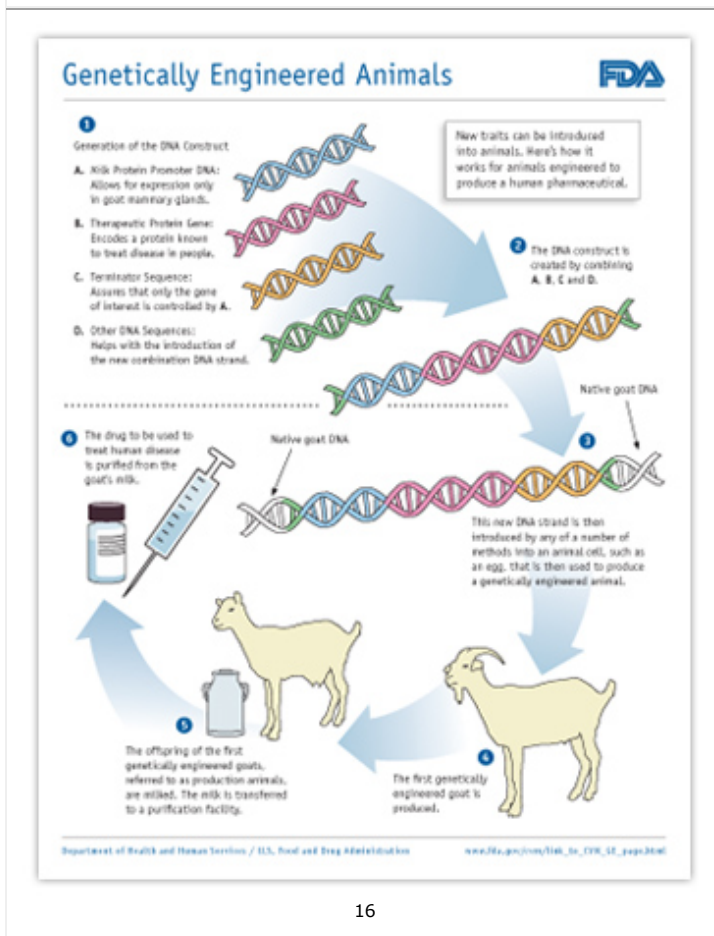 Genetically Engineered Animals
FDA
1
Generation of the DNA Construct
A. Milk Protein Promoter DNA:
Allows for expression only
in goat mammary glands.
B. Therapeutic Protein Gene:
Encodes a protein known
to treat disease in people.
C. Terminator Sequence:
Assures that only the gene
of interest is controlled by A.
D. Other DNA Sequences:
Helps with the introduction of
the new combination DNA strand.
New traits can be introduced
into animals. Here's how it
works for animals engineered to
produce a human pharmaceutical.
2 The DNA construct is
created by combining
A, B, C and D.
Native goat DNA
3
Native goat DNA
This new DNA strand is then
introduced by any of a number of
methods into an animal cell, such as
an egg, that is then used to produce
a genetically engineered animal.
4
The first genetically
engineered goat is
produced.
5
The offspring of the first
genetically engineered goats,
referred to as production animals,
are milked. The milk is transferred
to a purification facility.
6 The drug to be used to
treat human disease
is purified from the
goat's milk.
Department of Health and Human Services / U.S. Food and Drug Administration
www.fda.gov/cvm/link_to_CVM_GE_page.html
16